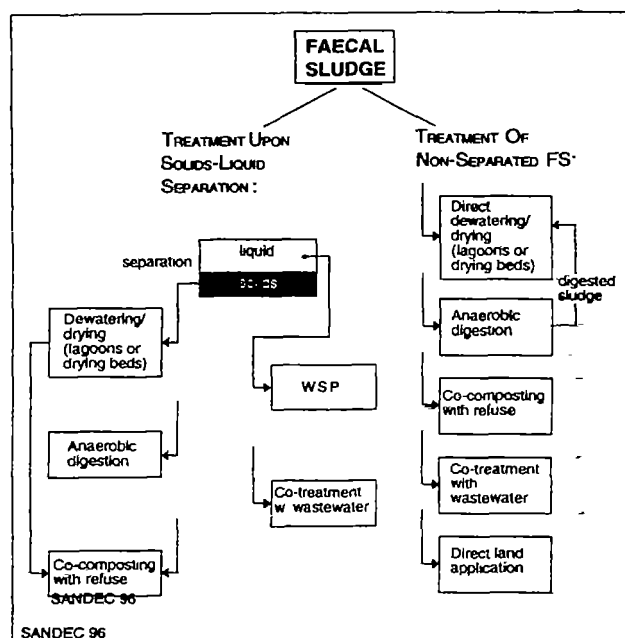 FAECAL
SLUDGE
TREATMENT UPON
SOLIDS-LIQUID
SEPARATION :
TREATMENT OF
NON-SEPARATED FS
separation
liquid
solids
Dewatering/
drying
(lagoons or
drying beds)
Anaerobic
digestion
Co-composting
with refuse
SANDEC 96
WSP
Co-treatment
w wastewater
Direct
dewatering/
drying
(lagoons or
drying beds)
digested
sludge
Anaerobic
digestion
Co-composting
with refuse
Co-treatment
with
wastewater
Direct land
application
SANDEC 96